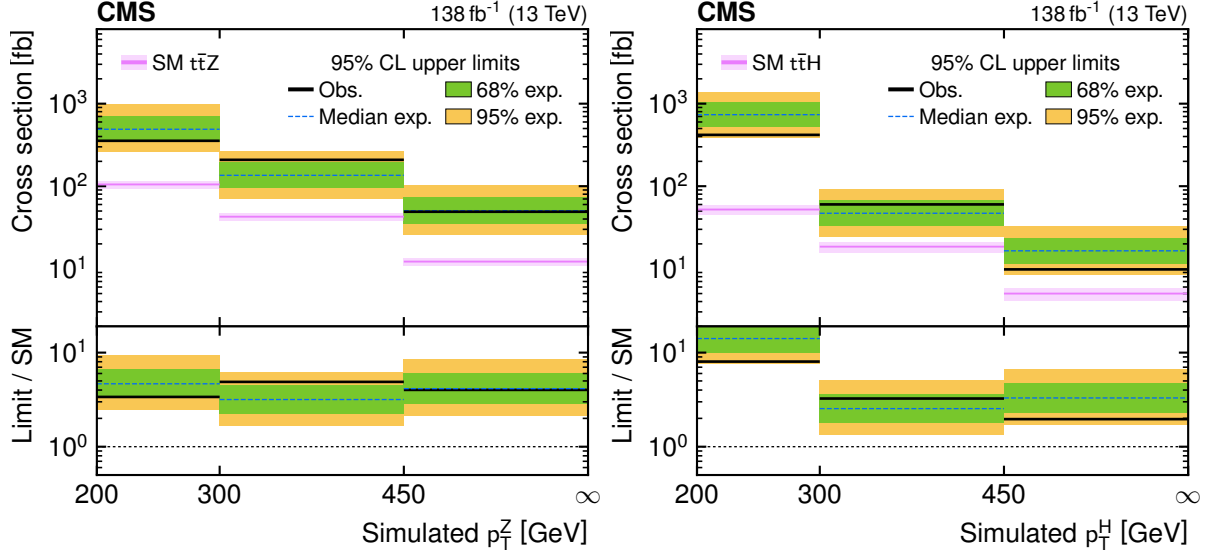 CMS 138 fb⁻¹ (13 TeV)
Cross section [fb]
SM tt̄Z
95% CL upper limits
Obs. 68% exp.
Median exp. 95% exp.
10³
10²
10¹
Limit / SM
10¹
10⁰
200 300 450 ∞
Simulated p_T^Z [GeV]
CMS 138 fb⁻¹ (13 TeV)
Cross section [fb]
SM tt̄H
95% CL upper limits
Obs. 68% exp.
Median exp. 95% exp.
10³
10²
10¹
Limit / SM
10¹
10⁰
200 300 450 ∞
Simulated p_T^H [GeV]